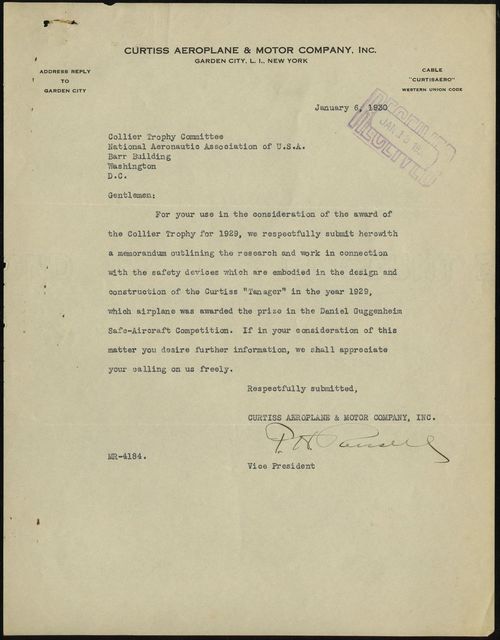 CURTISS AEROPLANE & MOTOR COMPANY, INC.
GARDEN CITY, L. I., NEW YORK
ADDRESS REPLY
TO
GARDEN CITY
CABLE
"CURTISAERO"
WESTERN UNION CODE
January 6, 1930
RECEIVED
Collier Trophy Committee
National Aeronautic Association of U.S.A.
Barr Building
Washington
D.C.
Gentlemen:
For your use in the consideration of the award of
the Collier Trophy for 1929, we respectfully submit herewith
a memorandum outlining the research and work in connection
with the safety devices which are embodied in the design and
construction of the Curtiss "Tanager" in the year 1929,
which airplane was awarded the prize in the Daniel Guggenheim
Safe-Aircraft Competition. If in your consideration of this
matter you desire further information, we shall appreciate
your calling on us freely.
Respectfully submitted,
CURTISS AEROPLANE & MOTOR COMPANY, INC.
MR-4184.
Vice President